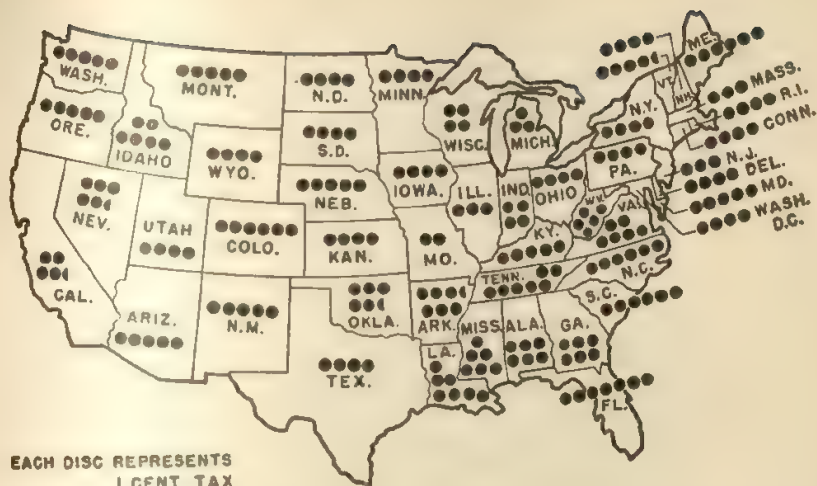 WASH.
MONT.
N.D.
MINN.
ME.
VT.
N.H.
MASS.
R.I.
CONN.
ORE.
IDAHO
WYO.
S.D.
WISC.
MICH.
N.Y.
PA.
N.J.
DEL.
MD.
WASH.
D.C.
NEV.
UTAH
COLO.
NEB.
KAN.
IOWA.
ILL.
IND.
OHIO
W.V.
VA.
KY.
MO.
CAL.
ARIZ.
N.M.
OKLA.
ARK.
TENN.
N.C.
S.C.
TEX.
LA.
MISS.
ALA.
GA.
FL.
EACH DISC REPRESENTS
1 CENT TAX